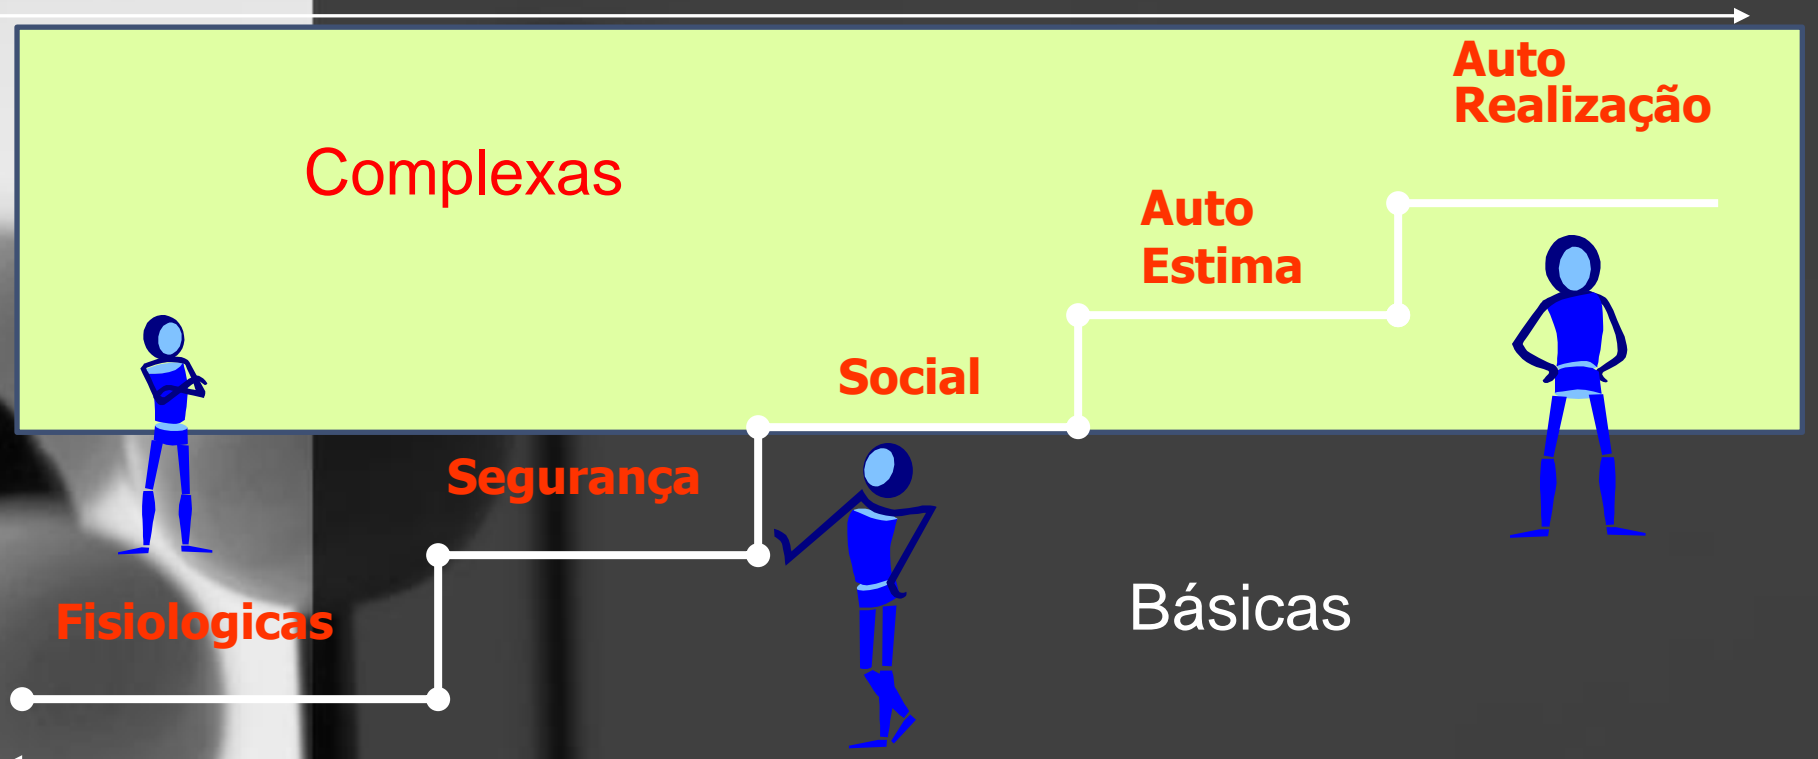 Auto
Realização
Complexas
Auto
Estima
Social
Segurança
Básicas
Fisiologicas